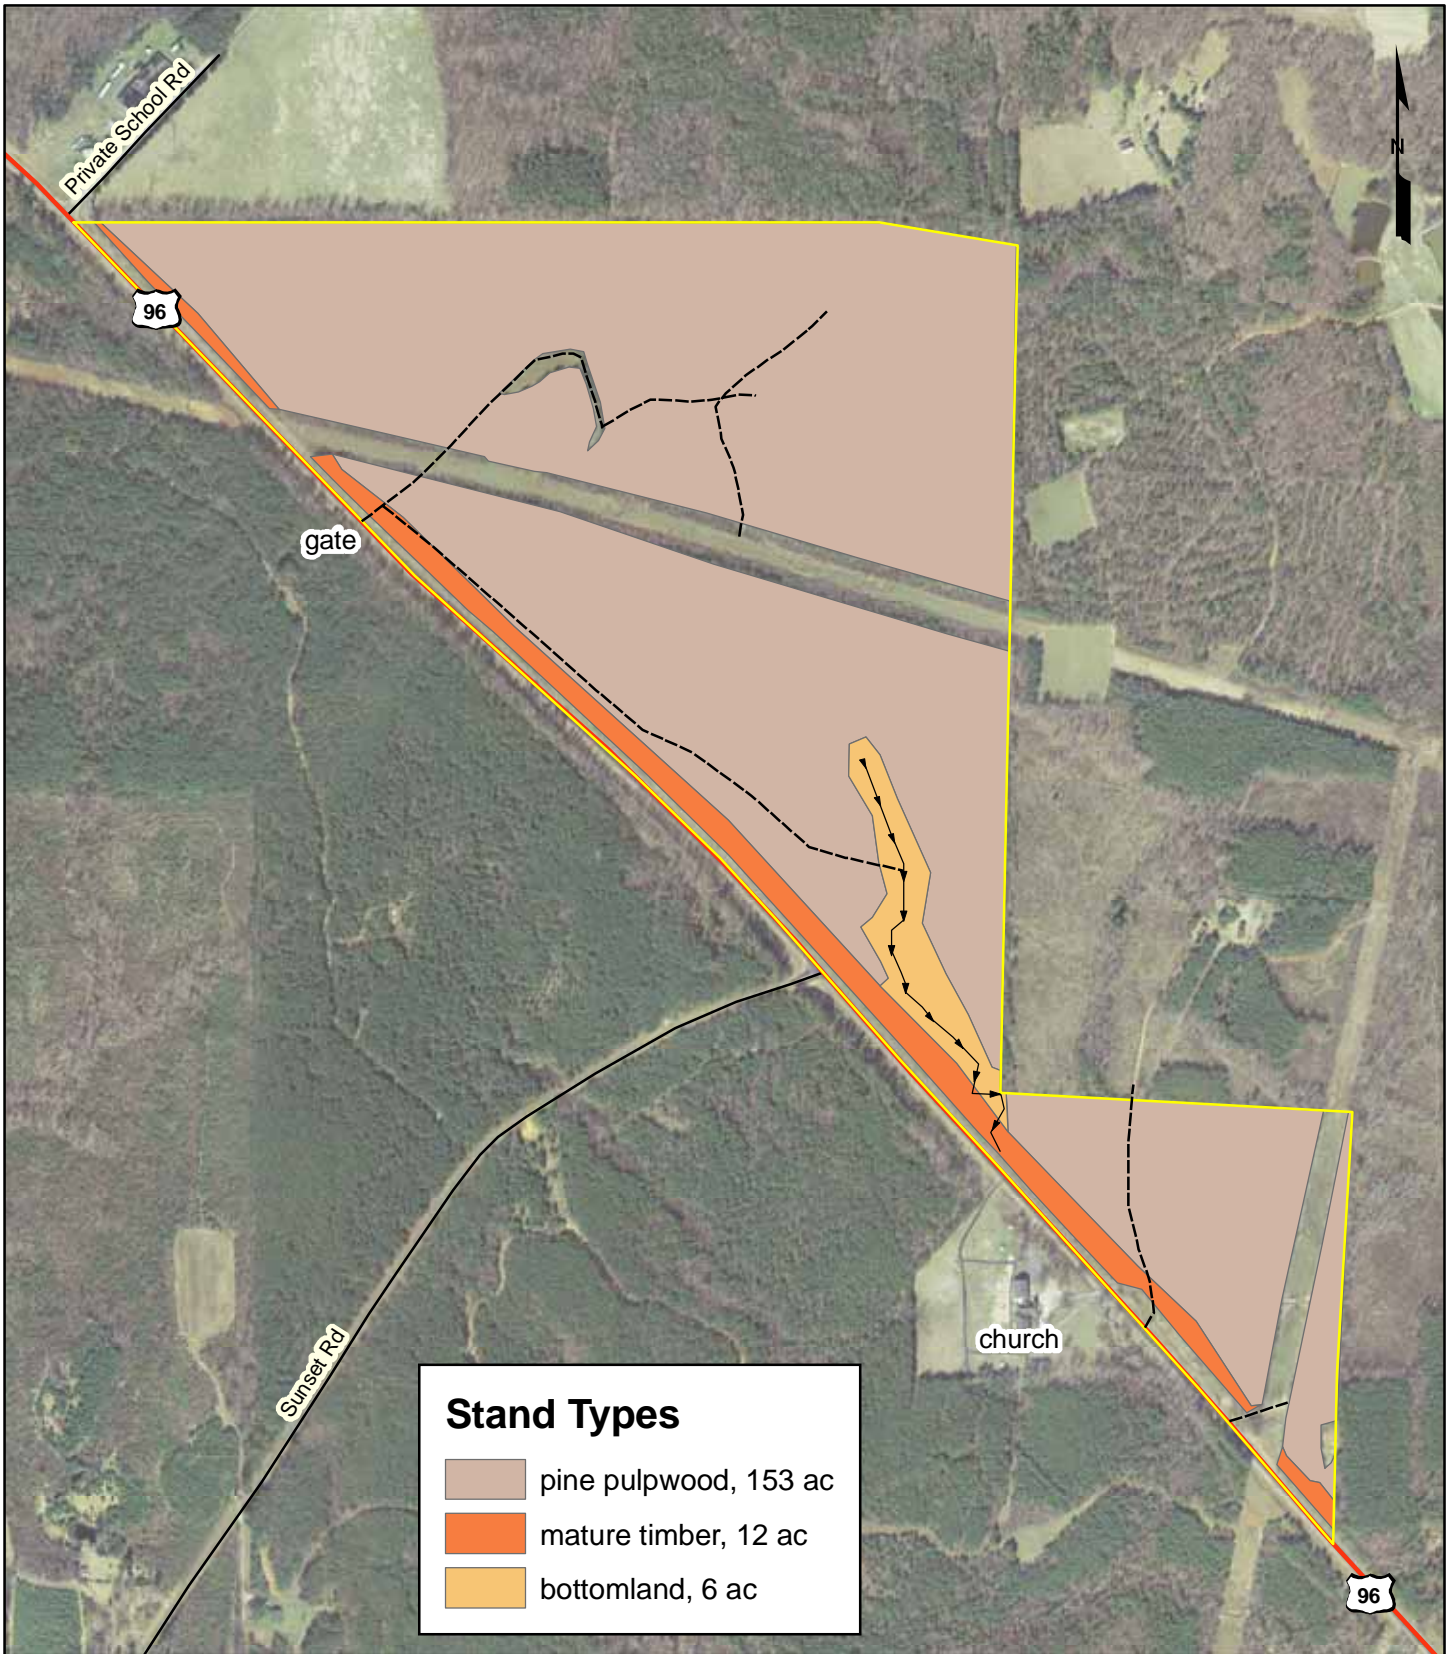 Private School Rd
N
96
gate
church
Sunset Rd
Stand Types
pine pulpwood, 153 ac
mature timber, 12 ac
bottomland, 6 ac
96